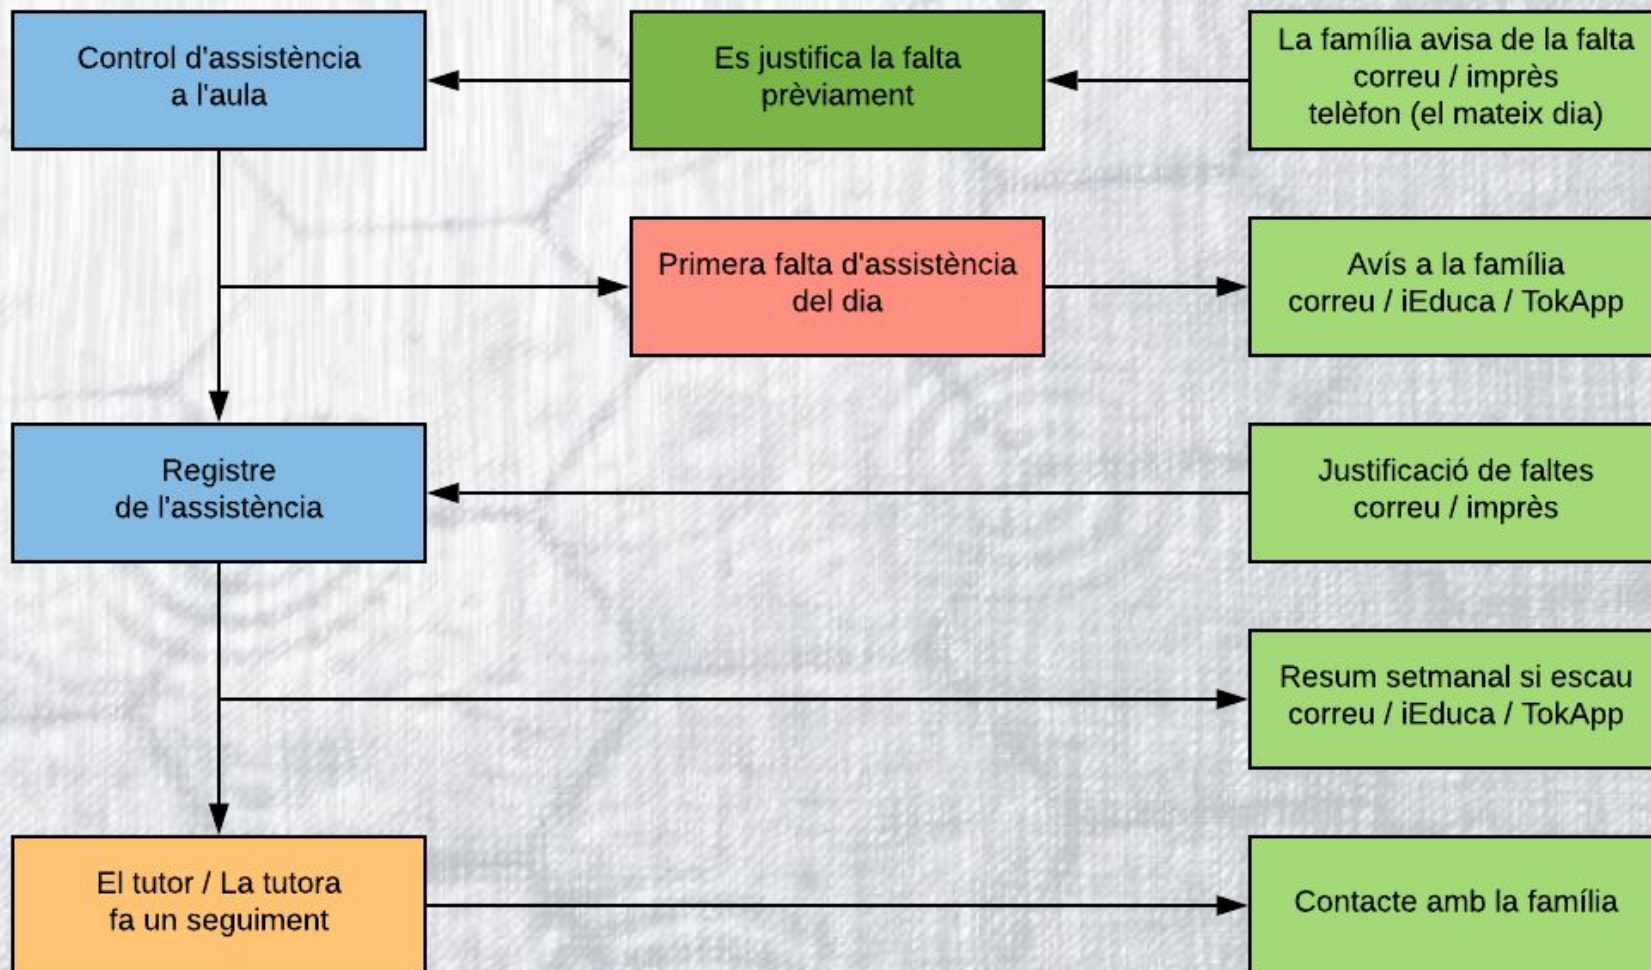 Control d'assistència
a l'aula
Es justifica la falta
prèviament
La família avisa de la falta
correu / imprès
telèfon (el mateix dia)
Primera falta d'assistència
del dia
Avís a la família
correu / iEduca / TokApp
Registre
de l'assistència
Justificació de faltes
correu / imprès
Resum setmanal si escau
correu / iEduca / TokApp
El tutor / La tutora
fa un seguiment
Contacte amb la família